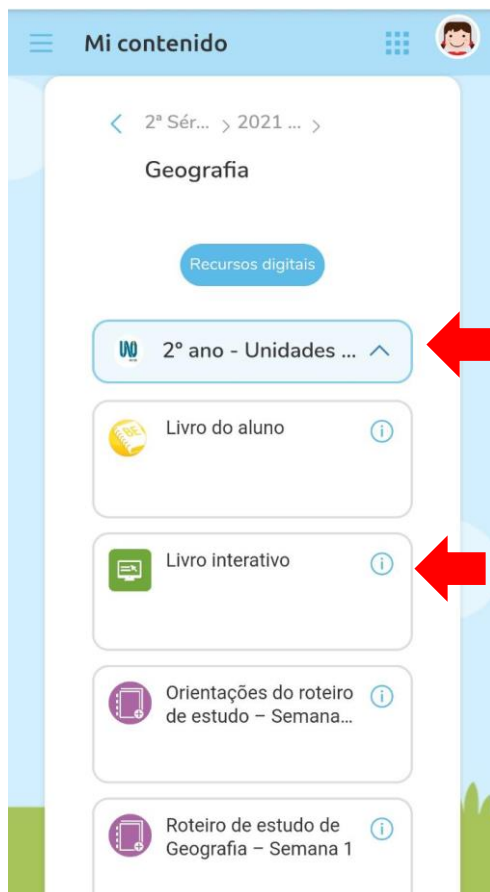 Mi contenido
2ª Sér... > 2021 ... >
Geografia
Recursos digitais
UNO
2º ano - Unidades ...
Livro do aluno
Livro interativo
Orientações do roteiro
de estudo – Semana...
Roteiro de estudo de
Geografia – Semana 1